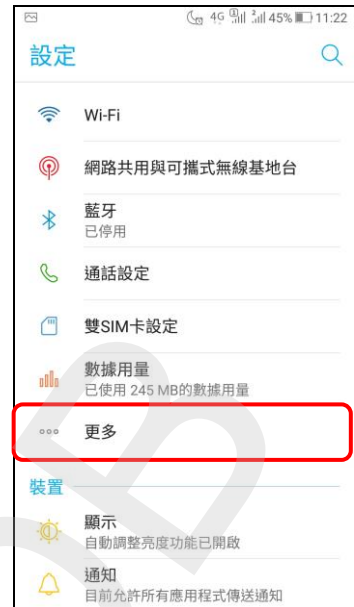 4G 1 2 45% 11:22
設定
Wi-Fi
網路共用與可攜式無線基地台
藍牙
已停用
通話設定
雙SIM卡設定
數據用量
已使用 245 MB的數據用量
更多
裝置
顯示
自動調整亮度功能已開啟
通知
目前允許所有應用程式傳送通知